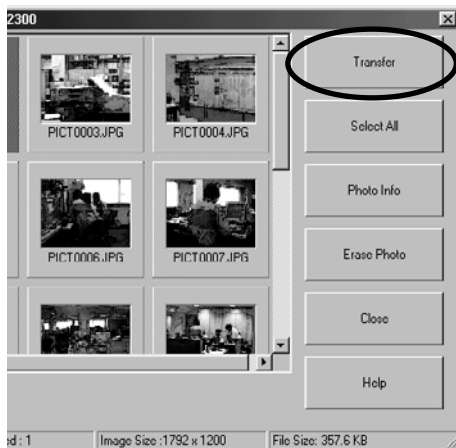 2300
Transfer
PICT0003.JPG PICT0004.JPG
Select All
Photo Info
PICT0006.JPG PICT0007.JPG
Erase Photo
Close
Help
ed : 1 Image Size :1792 x 1200 File Size: 357.6 KB